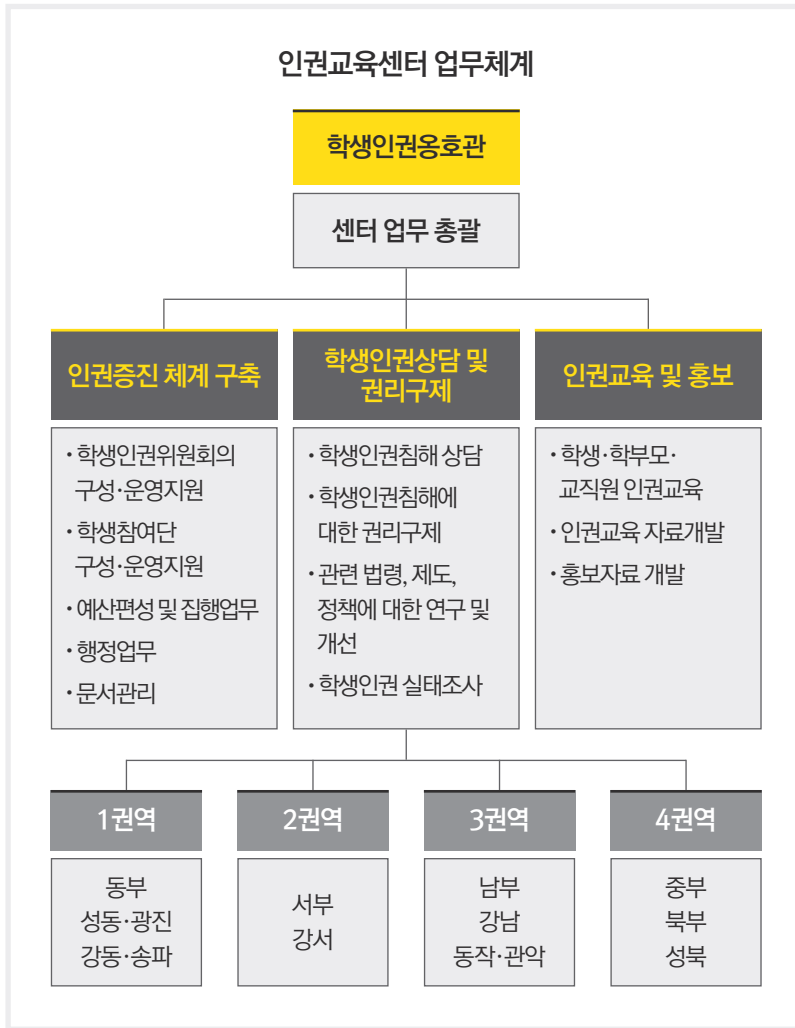 인권교육센터 업무체계
학생인권옹호관
센터 업무 총괄
인권증진 체계 구축
· 학생인권위원회의
구성·운영지원
· 학생참여단
구성·운영지원
· 예산편성 및 집행업무
· 행정업무
· 문서관리
학생인권상담 및
권리구제
· 학생인권침해 상담
· 학생인권침해에
대한 권리구제
· 관련 법령, 제도,
정책에 대한 연구 및
개선
· 학생인권 실태조사
인권교육 및 홍보
· 학생·학부모·
교직원 인권교육
· 인권교육 자료개발
· 홍보자료 개발
1권역
동부
성동·광진
강동·송파
2권역
서부
강서
3권역
남부
강남
동작·관악
4권역
중부
북부
성북